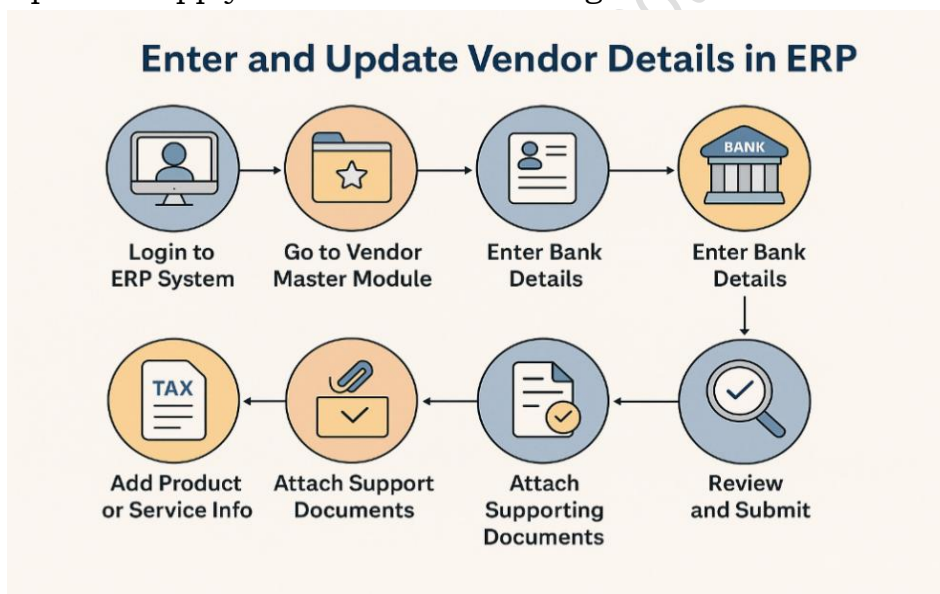 Enter and Update Vendor Details in ERP
BANK
Login to
ERP System
Go to Vendor
Master Module
Enter Bank
Details
Enter Bank
Details
TAX
Add Product
or Service Info
Attach Support
Documents
Attach
Supporting
Documents
Review
and Submit